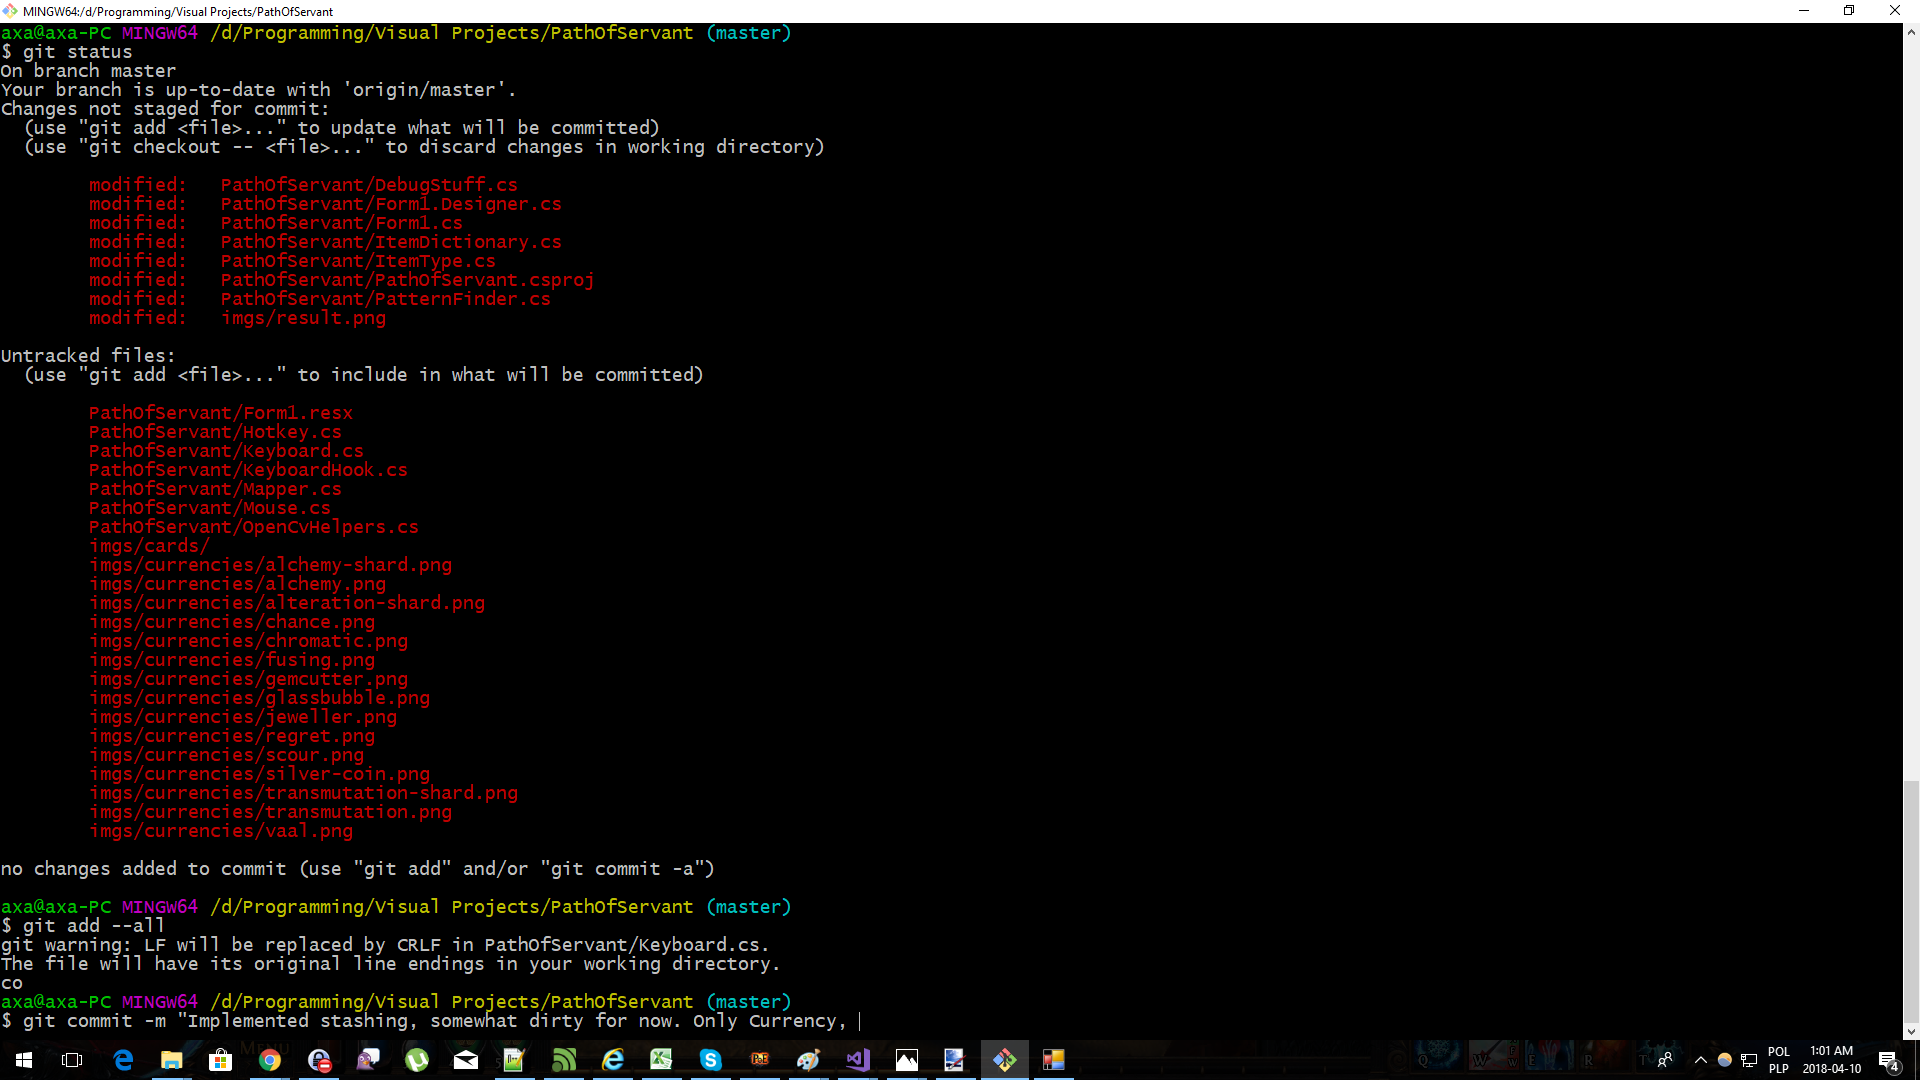 MINGW64:/d/Programming/Visual Projects/PathOfServant
axa@axa-PC MINGW64 /d/Programming/Visual Projects/PathOfServant (master)
$ git status
On branch master
Your branch is up-to-date with 'origin/master'.
Changes not staged for commit:
  (use "git add <file>..." to update what will be committed)
  (use "git checkout -- <file>..." to discard changes in working directory)
        modified:   PathOfServant/DebugStuff.cs
        modified:   PathOfServant/Form1.Designer.cs
        modified:   PathOfServant/Form1.cs
        modified:   PathOfServant/ItemDictionary.cs
        modified:   PathOfServant/ItemType.cs
        modified:   PathOfServant/PathOfServant.csproj
        modified:   PathOfServant/PatternFinder.cs
        modified:   imgs/result.png
Untracked files:
  (use "git add <file>..." to include in what will be committed)
        PathOfServant/Form1.resx
        PathOfServant/Hotkey.cs
        PathOfServant/Keyboard.cs
        PathOfServant/KeyboardHook.cs
        PathOfServant/Mapper.cs
        PathOfServant/Mouse.cs
        PathOfServant/OpenCvHelpers.cs
        imgs/cards/
        imgs/currencies/alchemy-shard.png
        imgs/currencies/alchemy.png
        imgs/currencies/alteration-shard.png
        imgs/currencies/chance.png
        imgs/currencies/chromatic.png
        imgs/currencies/fusing.png
        imgs/currencies/gemcutter.png
        imgs/currencies/glassbubble.png
        imgs/currencies/jeweller.png
        imgs/currencies/regret.png
        imgs/currencies/scour.png
        imgs/currencies/silver-coin.png
        imgs/currencies/transmutation-shard.png
        imgs/currencies/transmutation.png
        imgs/currencies/vaal.png
no changes added to commit (use "git add" and/or "git commit -a")
axa@axa-PC MINGW64 /d/Programming/Visual Projects/PathOfServant (master)
$ git add --all
git warning: LF will be replaced by CRLF in PathOfServant/Keyboard.cs.
The file will have its original line endings in your working directory.
co
axa@axa-PC MINGW64 /d/Programming/Visual Projects/PathOfServant (master)
$ git commit -m "Implemented stashing, somewhat dirty for now. Only Currency,
POL
PLP
1:01 AM
2018-04-10
4